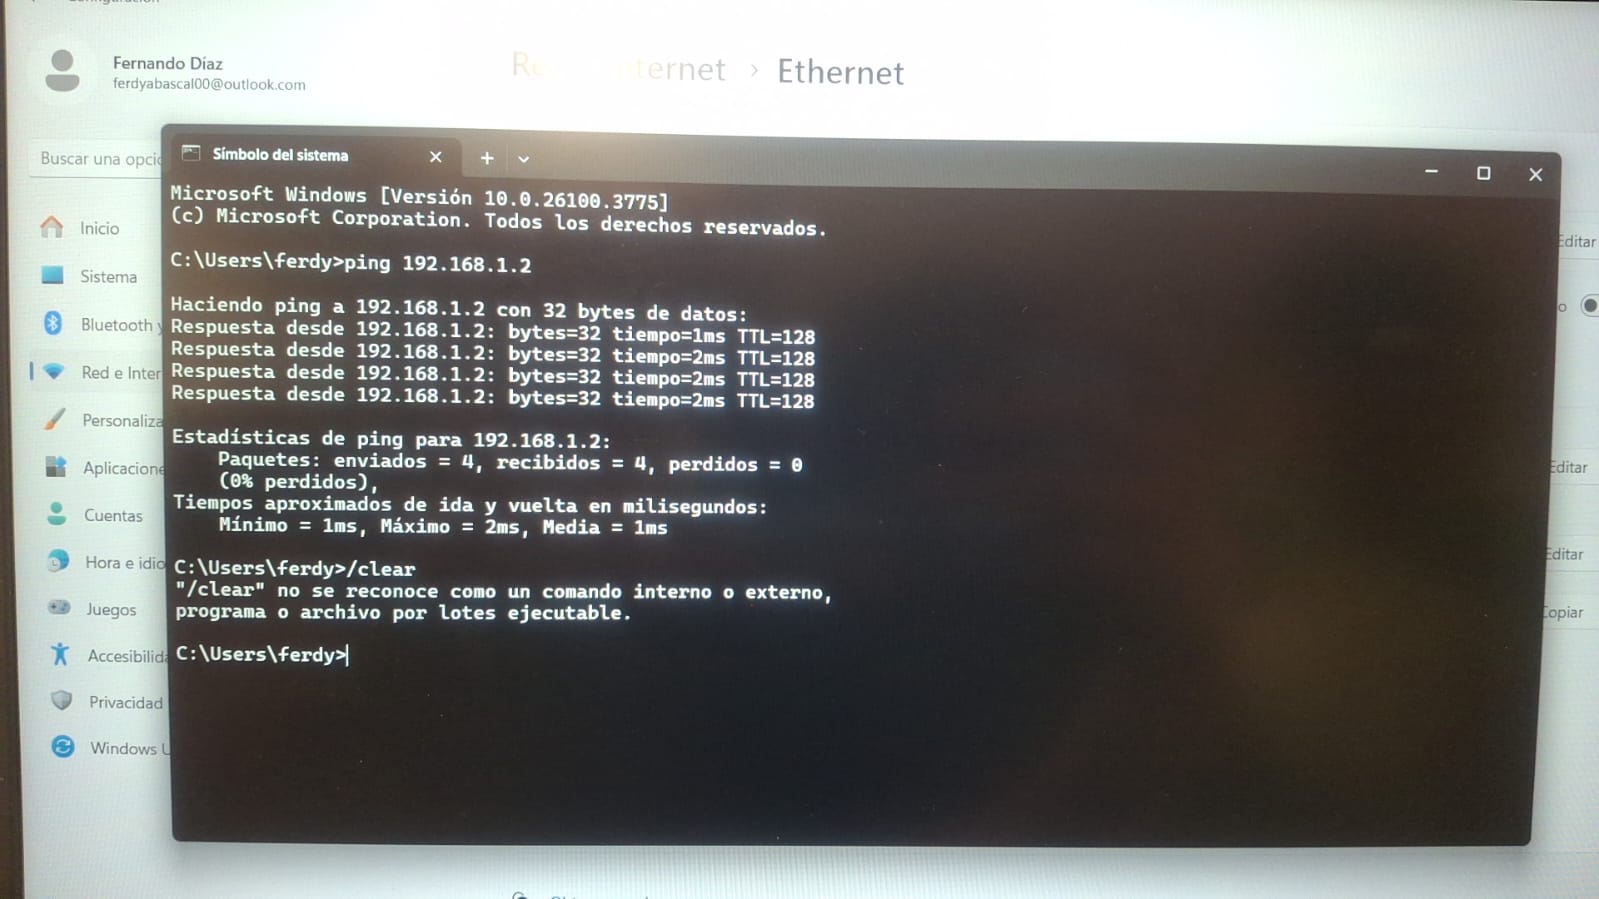 Fernando Díaz
ferdyabascal00@outlook.com
Ethernet
Buscar una opci
Inicio
Sistema
Bluetooth y
Red e Inter
Personaliza
Aplicacione
Cuentas
Hora e idio
Juegos
Accesibilida
Privacidad
Windows U
Símbolo del sistema
Microsoft Windows [Versión 10.0.26100.3775]
(c) Microsoft Corporation. Todos los derechos reservados.
C:\Users\ferdy>ping 192.168.1.2
Haciendo ping a 192.168.1.2 con 32 bytes de datos:
Respuesta desde 192.168.1.2: bytes=32 tiempo=1ms TTL=128
Respuesta desde 192.168.1.2: bytes=32 tiempo=2ms TTL=128
Respuesta desde 192.168.1.2: bytes=32 tiempo=2ms TTL=128
Respuesta desde 192.168.1.2: bytes=32 tiempo=2ms TTL=128
Estadísticas de ping para 192.168.1.2:
Paquetes: enviados = 4, recibidos = 4, perdidos = 0
(0% perdidos),
Tiempos aproximados de ida y vuelta en milisegundos:
Mínimo = 1ms, Máximo = 2ms, Media = 1ms
C:\Users\ferdy>/clear
"/clear" no se reconoce como un comando interno o externo,
programa o archivo por lotes ejecutable.
C:\Users\ferdy>
Editar
Editar
Editar
Copiar